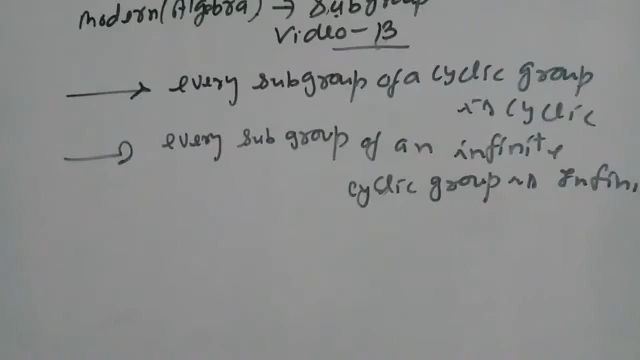 modern(Algebra) → Subgroup
Video-13
→ every subgroup of a cyclic group
is cyclic
every sub group of an infinite
cyclic group is Infin,